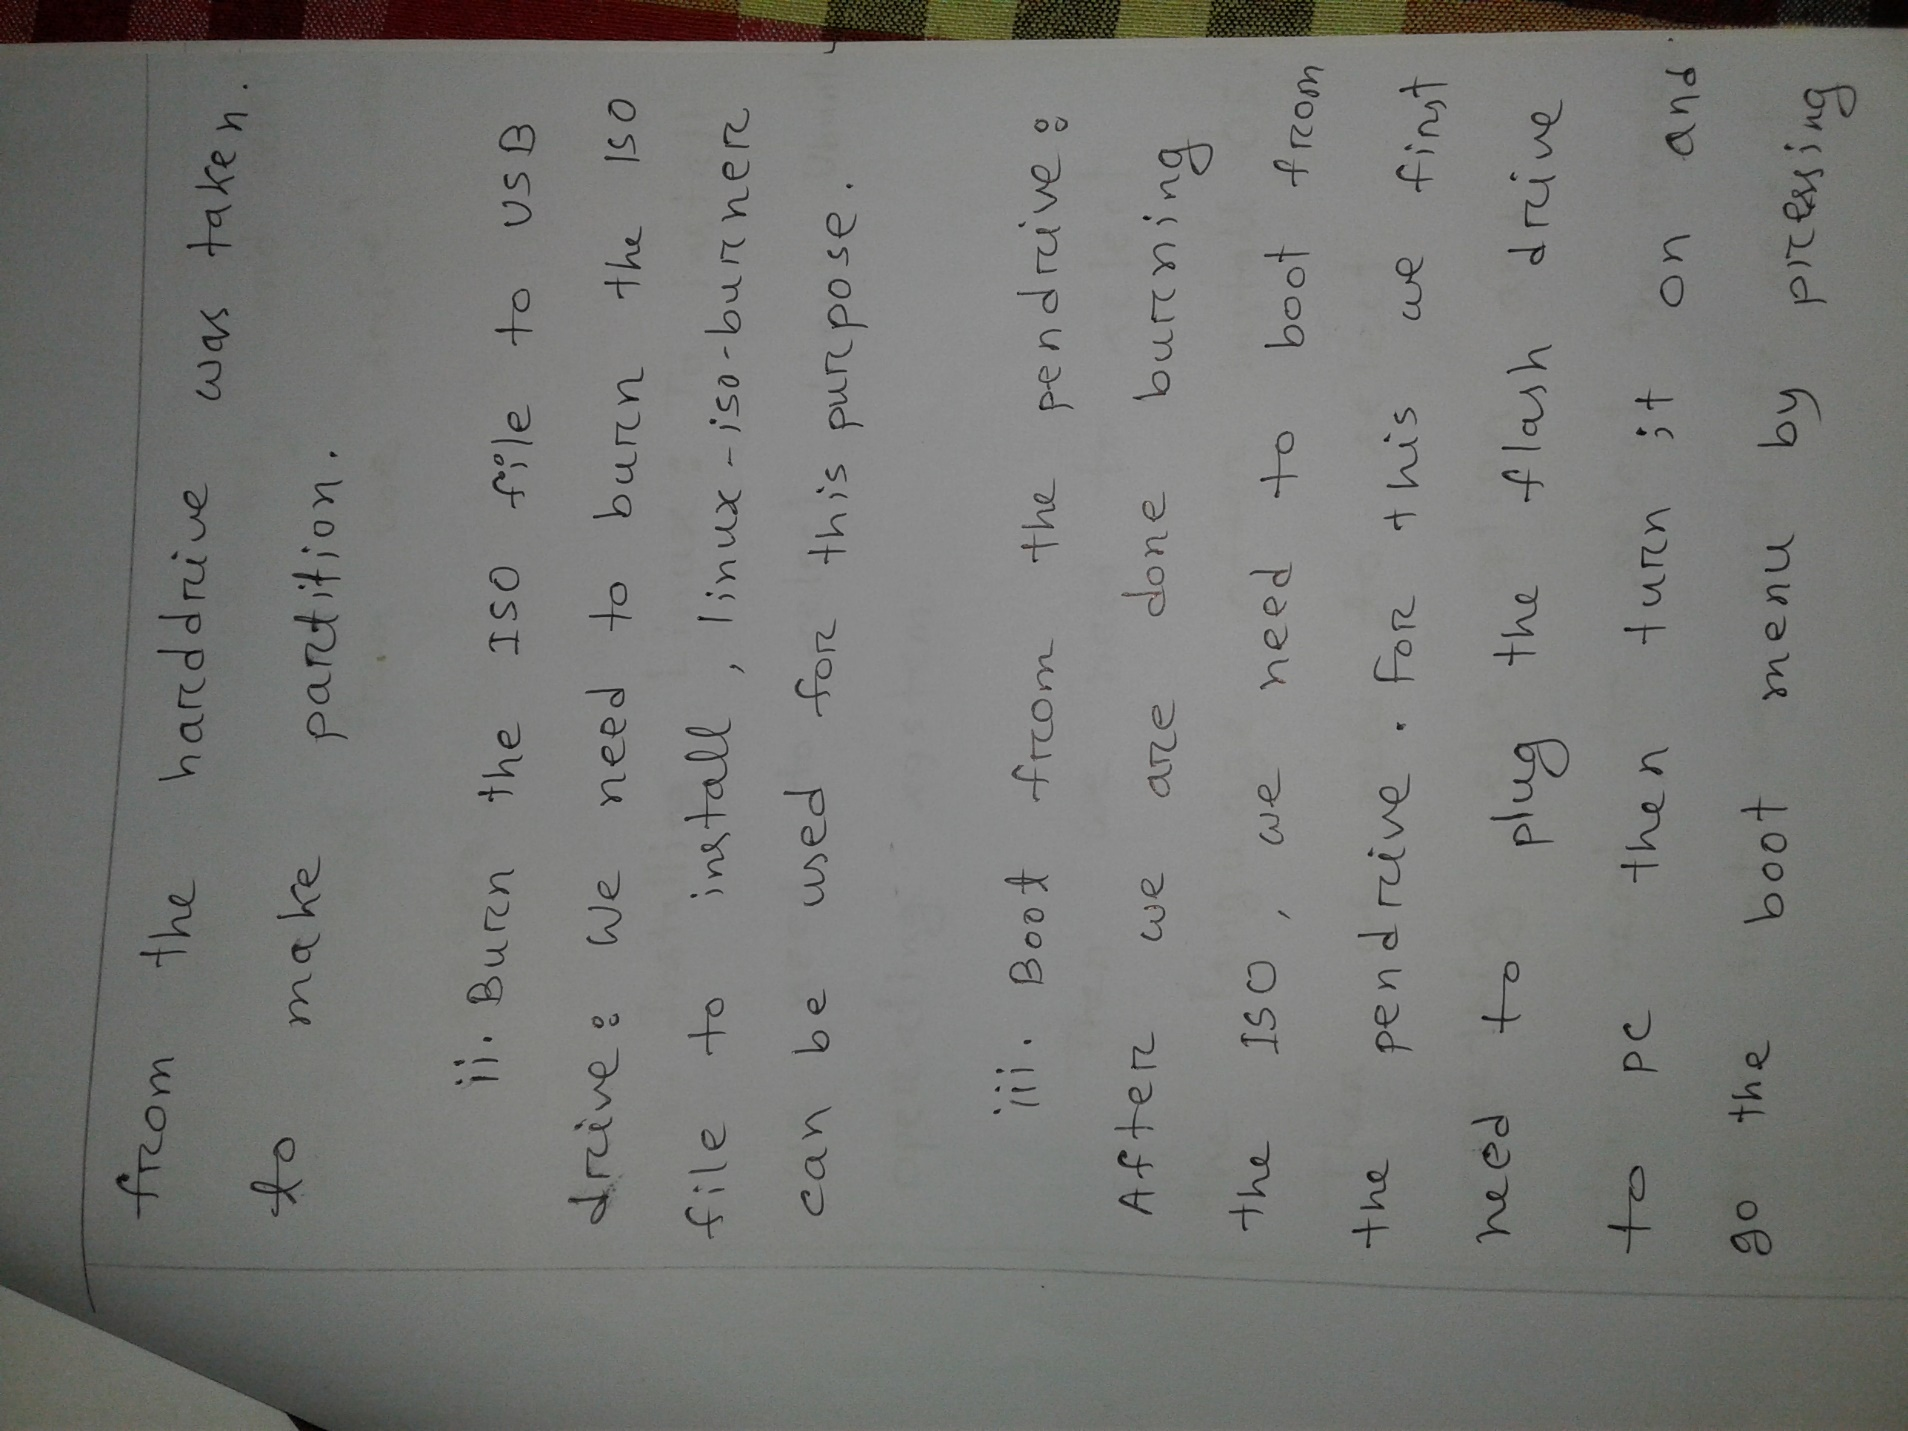 from the harddrive was taken.
to make partition.
ii. Burn the ISO file to USB
drive: We need to burn the ISO
file to install, linux-iso-burner
can be used for this purpose.
iii. Boot from the pendrive:
After we are done burning
the ISO, we need to boot from
the pendrive. For this we first
need to plug the flash drive
to pc then turn it on and
go the boot menu by pressing